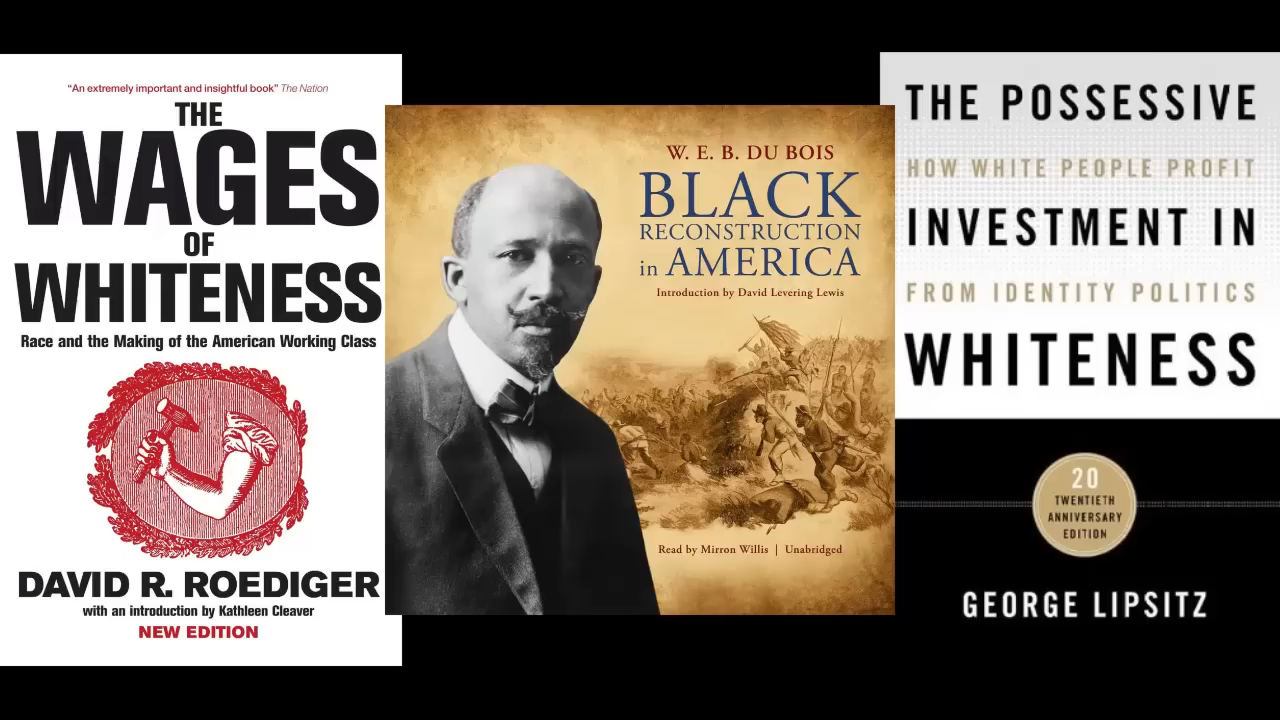 “An extremely important and insightful book” The Nation
THE
WAGES
OF
WHITENESS
Race and the Making of the American Working Class
DAVID R. ROEDIGER
with an introduction by Kathleen Cleaver
NEW EDITION
W. E. B. DU BOIS
BLACK
RECONSTRUCTION
in AMERICA
Introduction by David Levering Lewis
Read by Mirron Willis | Unabridged
THE POSSESSIVE
HOW WHITE PEOPLE PROFIT
INVESTMENT IN
FROM IDENTITY POLITICS
WHITENESS
20
TWENTIETH
ANNIVERSARY
EDITION
GEORGE LIPSITZ